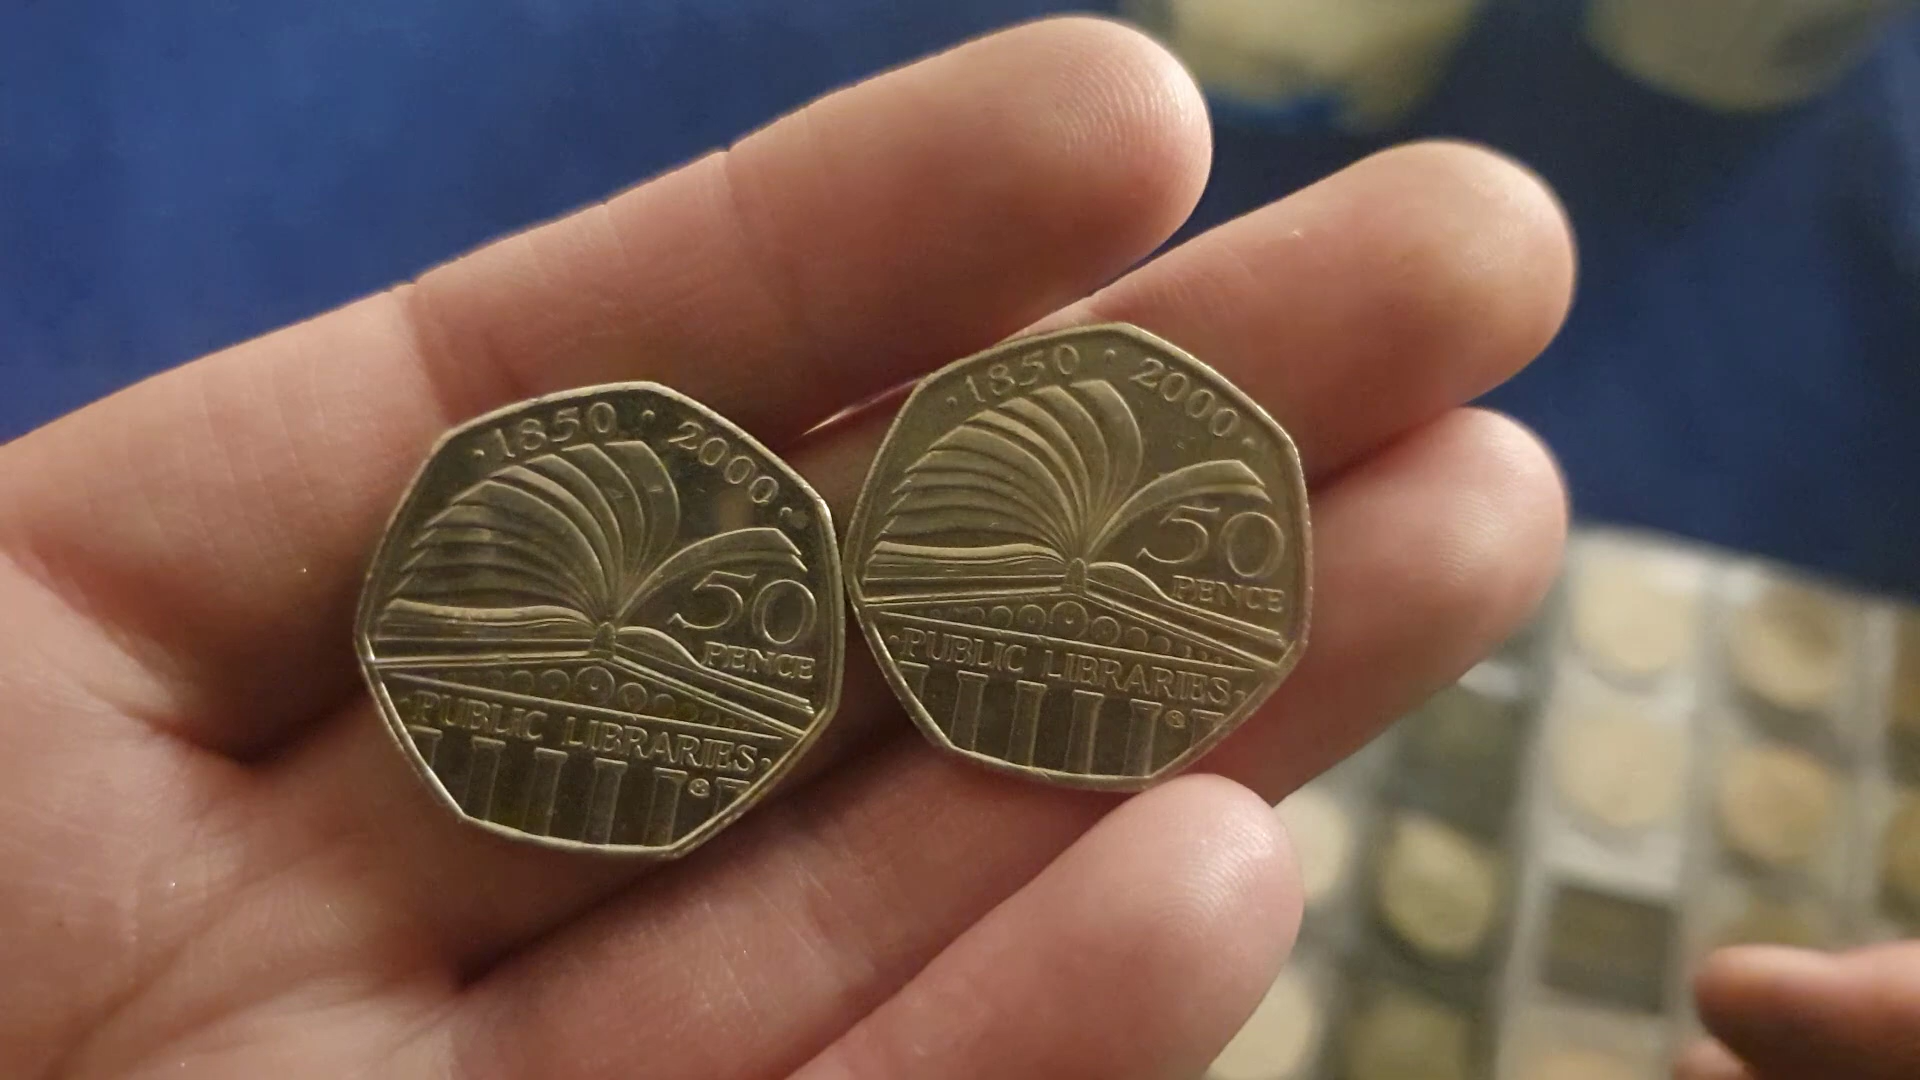 · 1850 · 2000 ·
50
PENCE
· PUBLIC LIBRARIES ·
· 1850 · 2000 ·
50
PENCE
· PUBLIC LIBRARIES ·